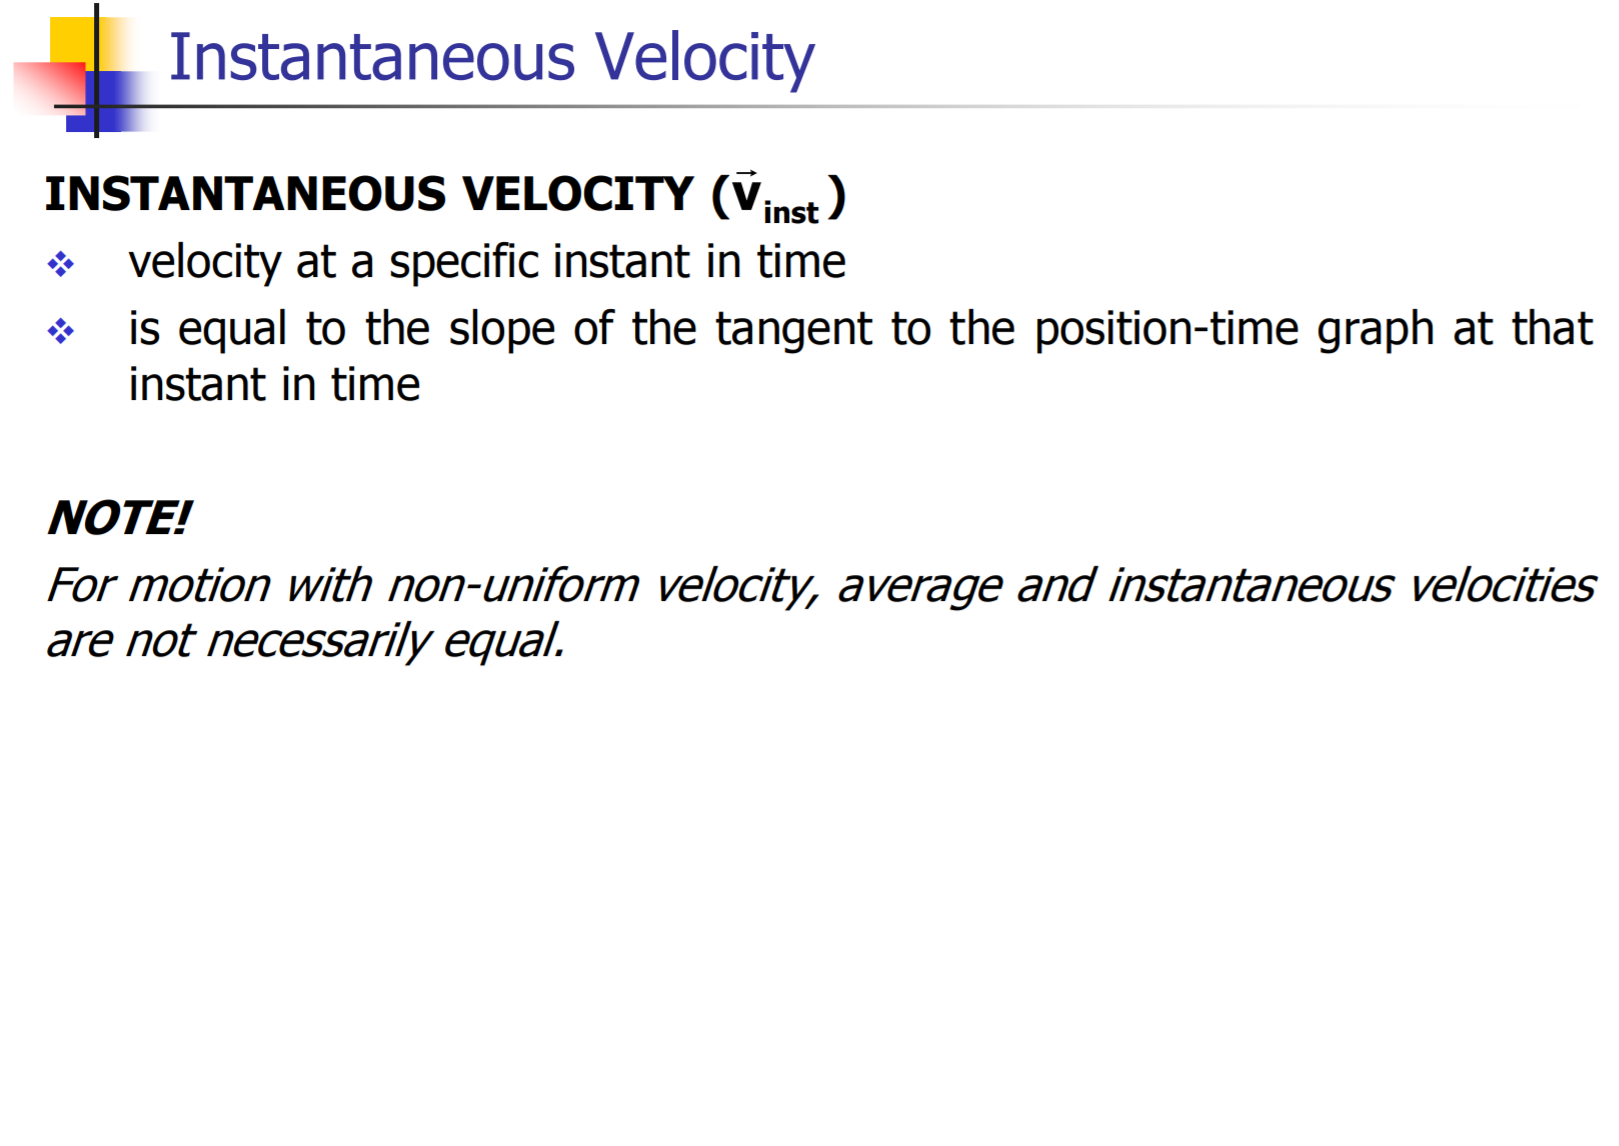 Instantaneous Velocity
INSTANTANEOUS VELOCITY (v⃗inst)
❖ velocity at a specific instant in time
❖ is equal to the slope of the tangent to the position-time graph at that
instant in time
NOTE!
For motion with non-uniform velocity, average and instantaneous velocities
are not necessarily equal.